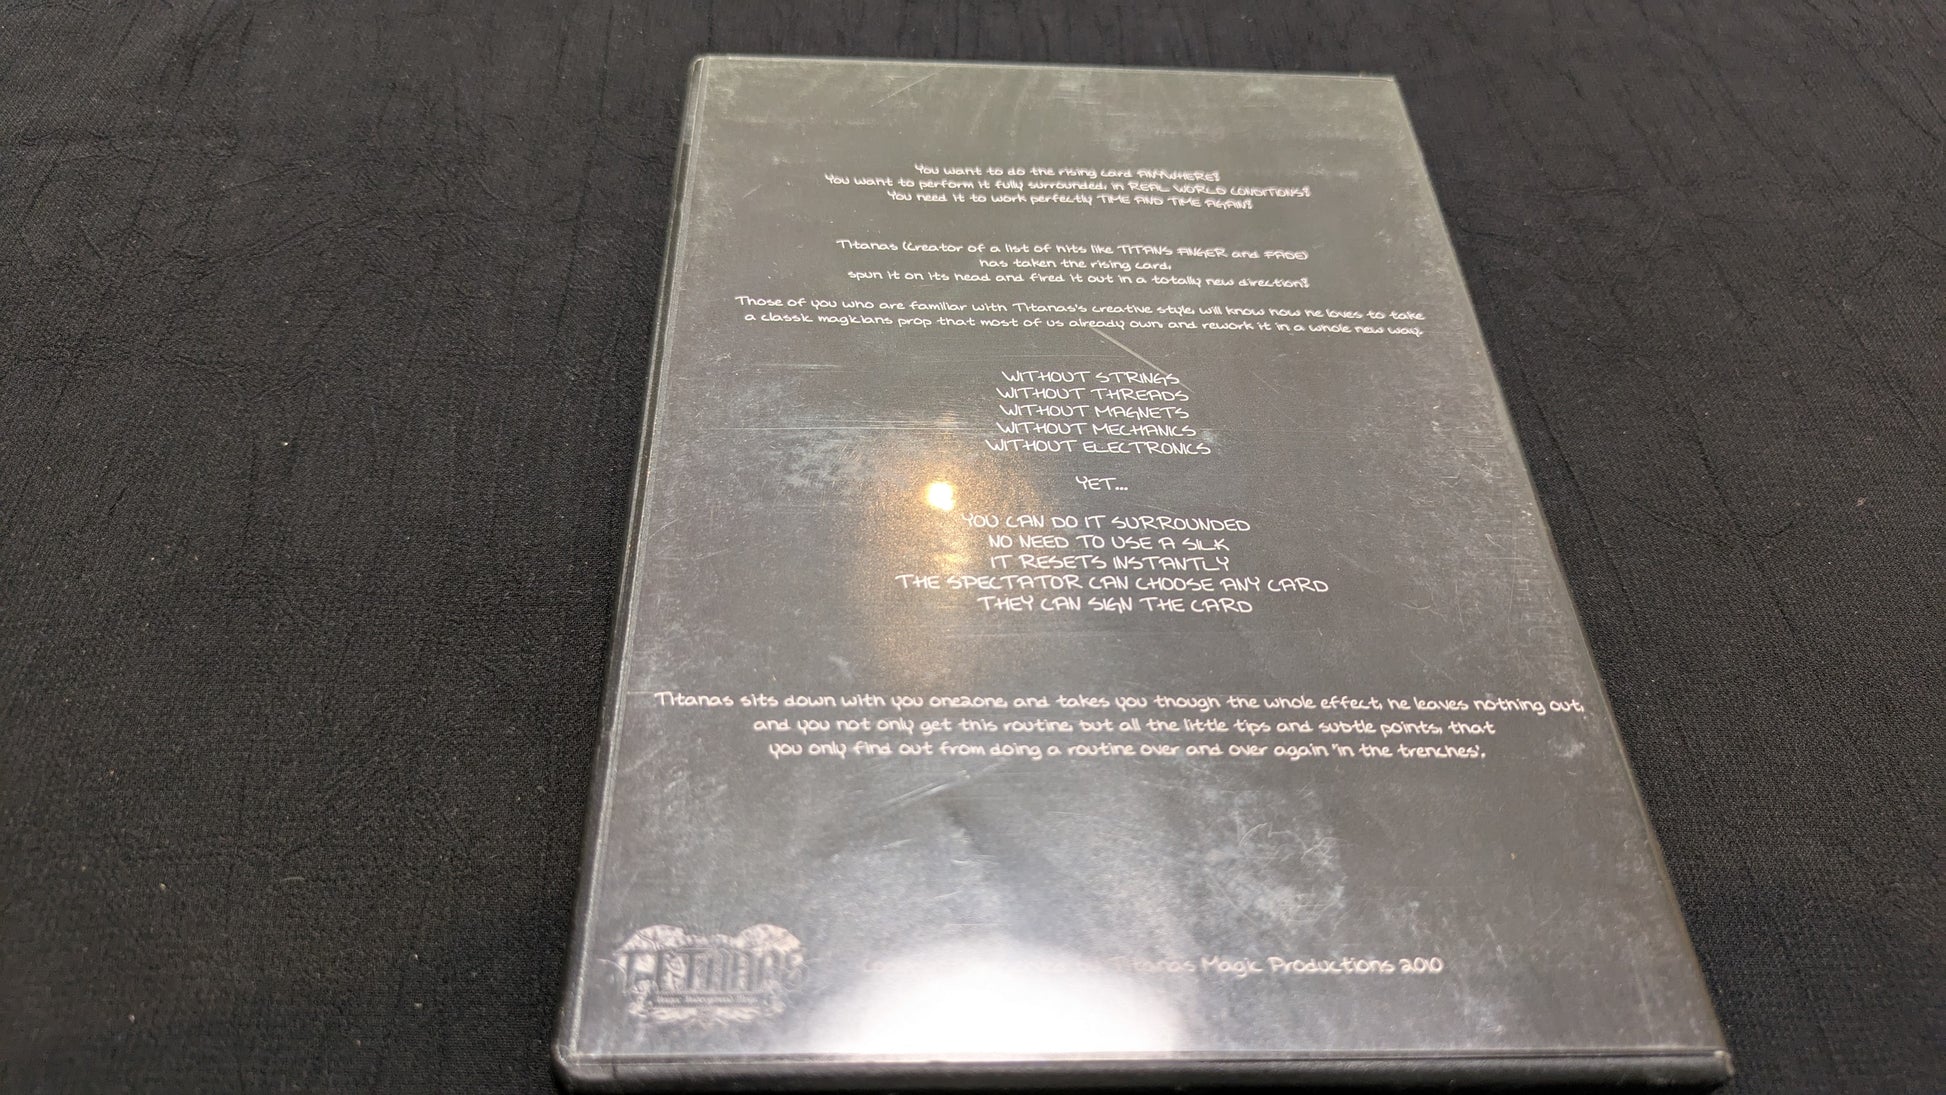 You want to do the rising card ANYWHERE?
You want to perform it fully surrounded, in REAL WORLD CONDITIONS?
You need it to work perfectly TIME AND TIME AGAIN?
Titanas (Creator of a list of hits like TITANS ANGER and FADE)
has taken the rising card,
spun it on its head and fired it out in a totally new direction!
Those of you who are familiar with Titanas's creative style, will know how he loves to take
a classic magicians prop that most of us already own, and rework it in a whole new way.
WITHOUT STRINGS
WITHOUT THREADS
WITHOUT MAGNETS
WITHOUT MECHANICS
WITHOUT ELECTRONICS
YET...
YOU CAN DO IT SURROUNDED
NO NEED TO USE A SILK
IT RESETS INSTANTLY
THE SPECTATOR CAN CHOOSE ANY CARD
THEY CAN SIGN THE CARD
Titanas sits down with you one2one, and takes you though the whole effect, he leaves nothing out,
and you not only get this routine, but all the little tips and subtle points, that
you only find out from doing a routine over and over again "in the trenches'.
TITANAS
Titanas Magic Productions 2010